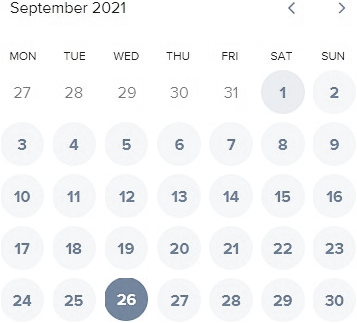 September 2021
MON TUE WED THU FRI SAT SUN
27 28 29 30 31 1 2
3 4 5 6 7 8 9
10 11 12 13 14 15 16
17 18 19 20 21 22 23
24 25 26 27 28 29 30